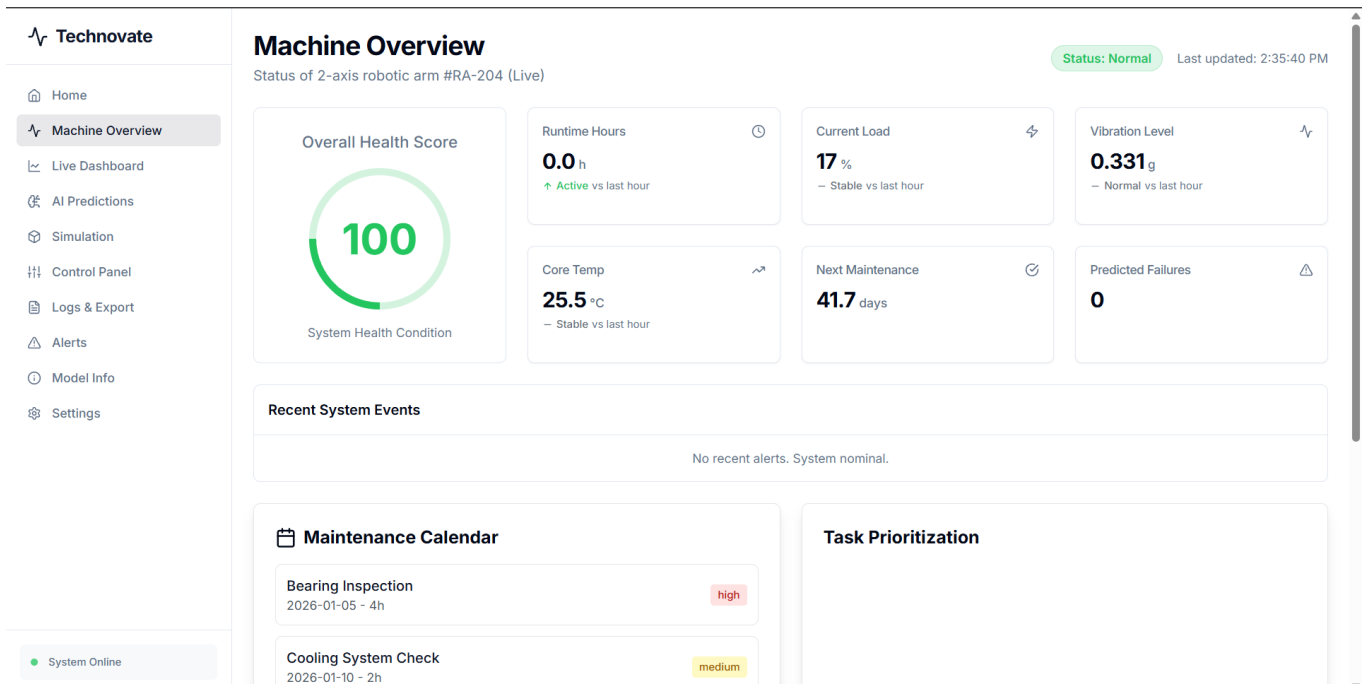 Technovate
Home
Machine Overview
Live Dashboard
AI Predictions
Simulation
Control Panel
Logs & Export
Alerts
Model Info
Settings
System Online
Machine Overview
Status of 2-axis robotic arm #RA-204 (Live)
Status: Normal
Last updated: 2:35:40 PM
Overall Health Score
100
System Health Condition
Runtime Hours
0.0 h
↑ Active vs last hour
Current Load
17 %
— Stable vs last hour
Vibration Level
0.331 g
— Normal vs last hour
Core Temp
25.5 °C
— Stable vs last hour
Next Maintenance
41.7 days
Predicted Failures
0
Recent System Events
No recent alerts. System nominal.
Maintenance Calendar
Bearing Inspection
2026-01-05 - 4h
high
Cooling System Check
2026-01-10 - 2h
medium
Task Prioritization